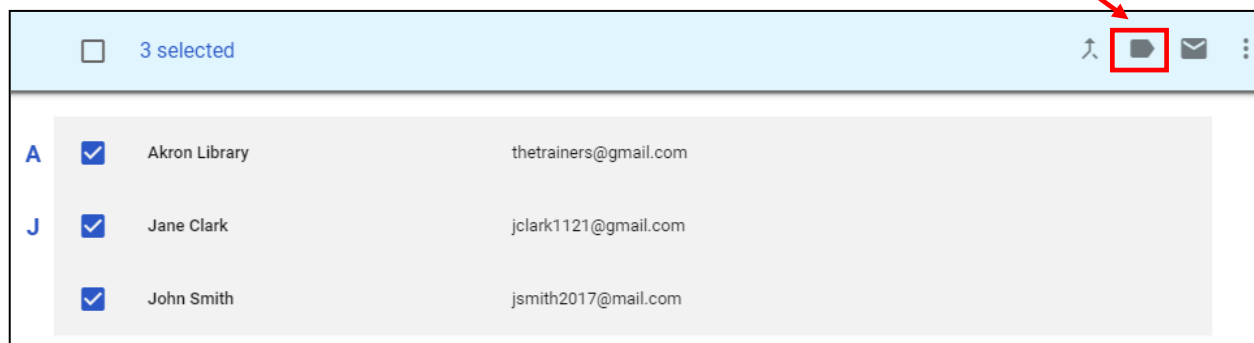 3 selected
A Akron Library thetrainers@gmail.com
J Jane Clark jclark1121@gmail.com
John Smith jsmith2017@mail.com